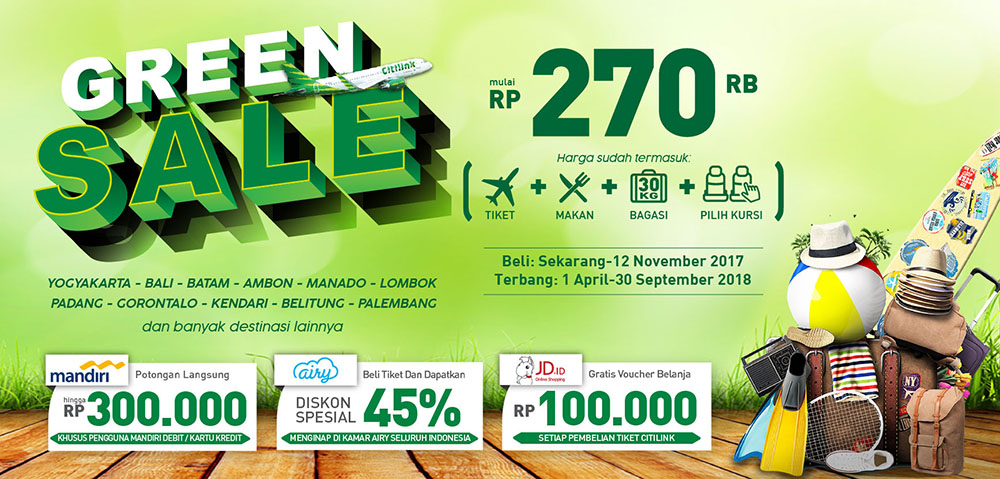 GREEN
Citilink
SALE
YOGYAKARTA - BALI - BATAM - AMBON - MANADO - LOMBOK
PADANG - GORONTALO - KENDARI - BELITUNG - PALEMBANG
dan banyak destinasi lainnya
mulai
RP 270 RB
Harga sudah termasuk:
TIKET + MAKAN + 30 KG BAGASI + PILIH KURSI
Beli: Sekarang-12 November 2017
Terbang: 1 April-30 September 2018
mandiri Potongan Langsung
hingga
RP 300.000
KHUSUS PENGGUNA MANDIRI DEBIT / KARTU KREDIT
airy Beli Tiket Dan Dapatkan
DISKON SPESIAL 45%
MENGINAP DI KAMAR AIRY SELURUH INDONESIA
JD.ID Gratis Voucher Belanja
Online Shopping
RP 100.000
SETIAP PEMBELIAN TIKET CITILINK
NY